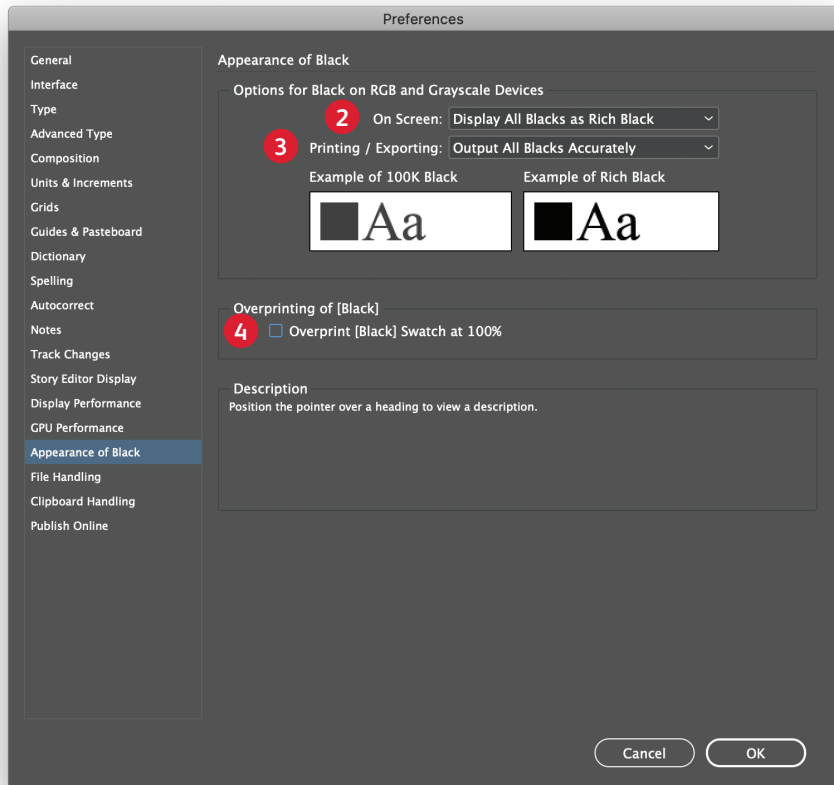 Preferences
General
Interface
Type
Advanced Type
Composition
Units & Increments
Grids
Guides & Pasteboard
Dictionary
Spelling
Autocorrect
Notes
Track Changes
Story Editor Display
Display Performance
GPU Performance
Appearance of Black
File Handling
Clipboard Handling
Publish Online
Appearance of Black
Options for Black on RGB and Grayscale Devices
2 On Screen: Display All Blacks as Rich Black
3 Printing / Exporting: Output All Blacks Accurately
Example of 100K Black Example of Rich Black
Aa Aa
Overprinting of [Black]
4 Overprint [Black] Swatch at 100%
Description
Position the pointer over a heading to view a description.
Cancel OK